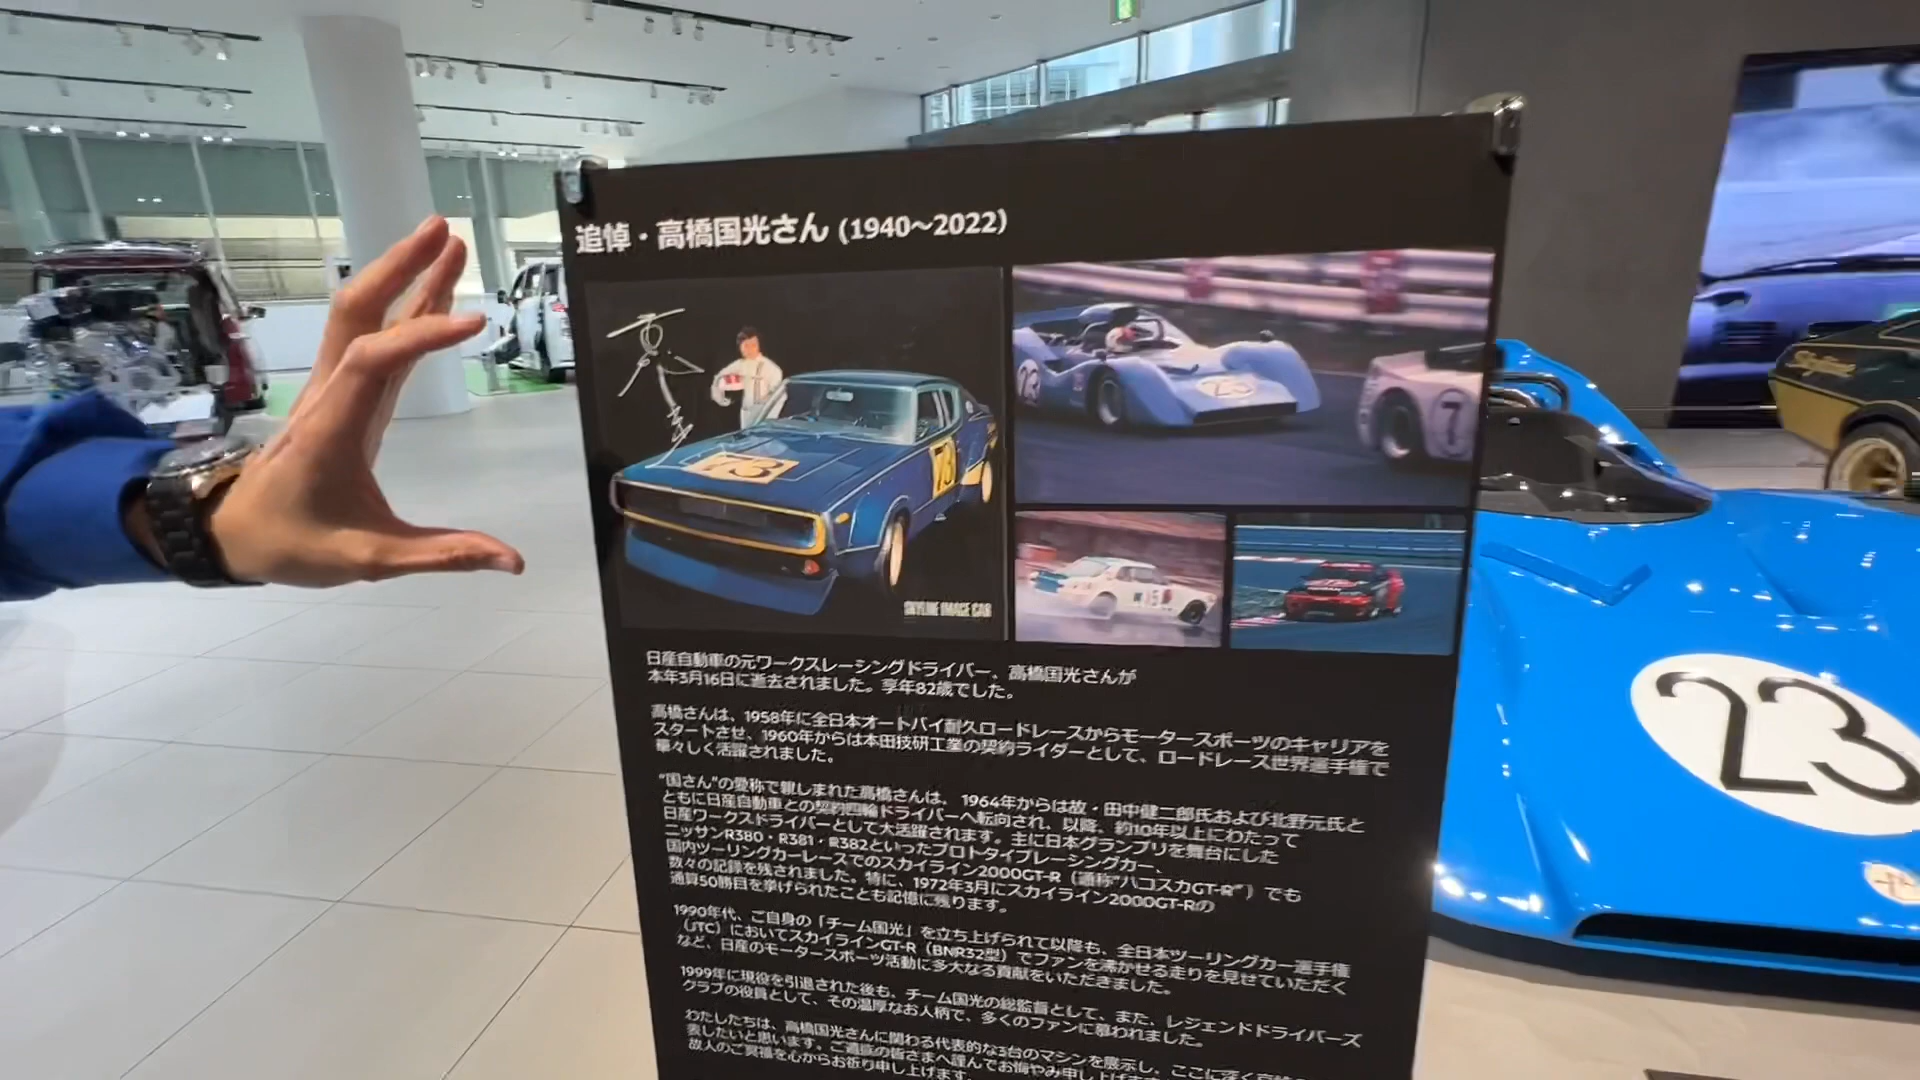 追悼・高橋国光さん (1940～2022)
73
73
SKYLINE IMAGE CAR
23
23
7
15
日産自動車の元ワークスレーシングドライバー、高橋国光さんが
本年3月16日に逝去されました。享年82歳でした。
高橋さんは、1958年に全日本オートバイ耐久ロードレースからモータースポーツのキャリアを
スタートさせ、1960年からは本田技研工業の契約ライダーとして、ロードレース世界選手権で
華々しく活躍されました。
"国さん"の愛称で親しまれた高橋さんは、1964年からは故・田中健二郎氏および北野元氏と
ともに日産自動車との契約四輪ドライバーへ転向され、以降、約10年以上にわたって
日産ワークスドライバーとして大活躍されます。主に日本グランプリを舞台にした
ニッサンR380・R381・R382といったプロトタイプレーシングカー、
国内ツーリングカーレースでのスカイライン2000GT-R（通称"ハコスカGT-R"）でも
数々の記録を残されました。特に、1972年3月にスカイライン2000GT-Rの
通算50勝目を挙げられたことも記憶に残ります。
1990年代、ご自身の「チーム国光」を立ち上げられて以降も、全日本ツーリングカー選手権
（JTC）においてスカイラインGT-R（BNR32型）でファンを沸かせる走りを見せていただく
など、日産のモータースポーツ活動に多大なる貢献をいただきました。
1999年に現役を引退された後も、チーム国光の総監督として、また、レジェンドドライバーズ
クラブの役員として、その温厚なお人柄で、多くのファンに慕われました。
わたしたちは、高橋国光さんに関わる代表的な3台のマシンを展示し、ここに深く
表したいと思います。ご遺族の皆さまへ謹んでお悔やみ申し上げます
故人のご冥福を心からお祈り申し上げます。
23
Skyline